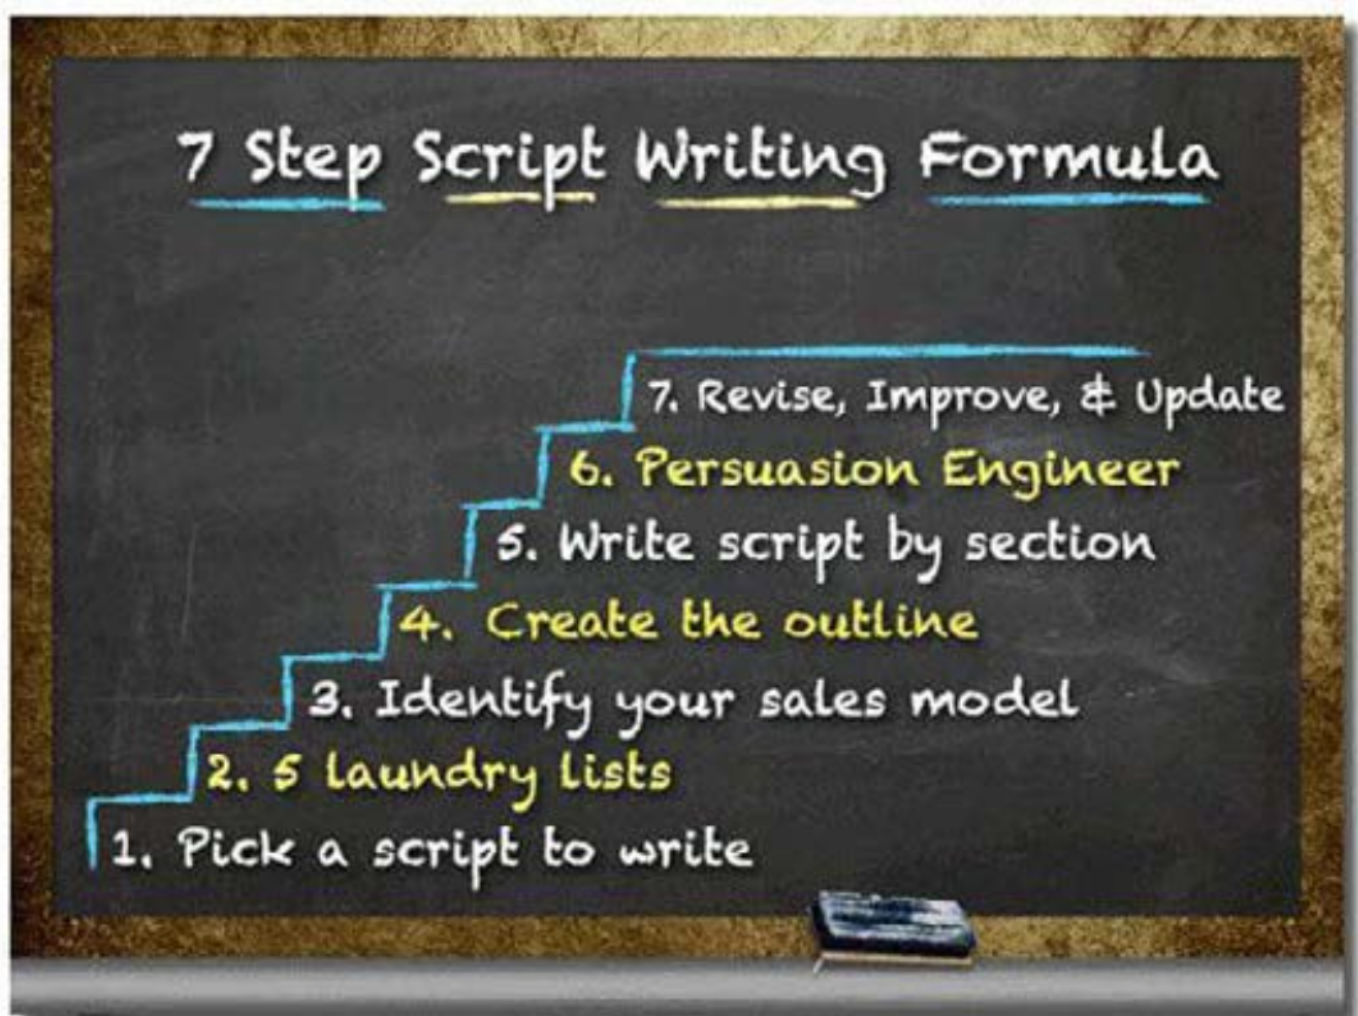 7 Step Script Writing Formula
7. Revise, Improve, & Update
6. Persuasion Engineer
5. Write script by section
4. Create the outline
3. Identify your sales model
2. 5 laundry lists
1. Pick a script to write